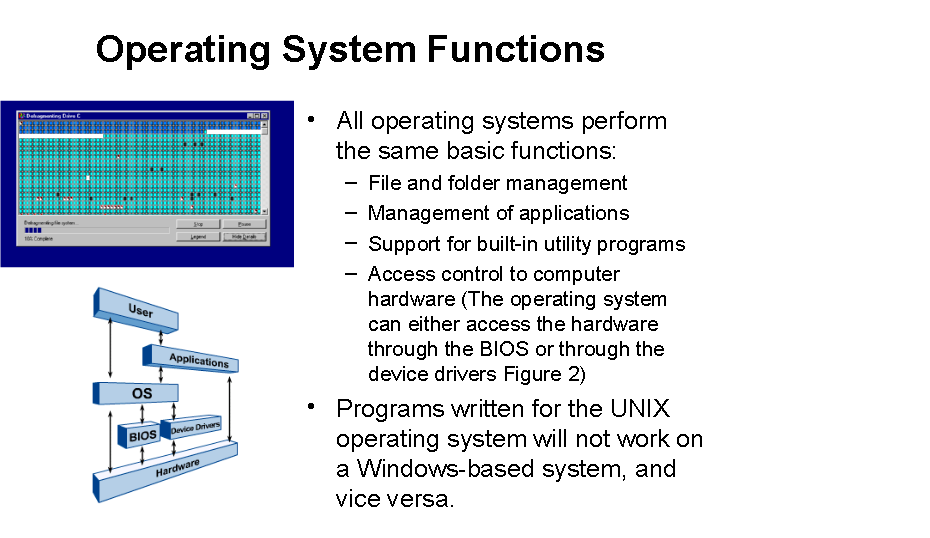 Operating System Functions
Defragmenting Drive C
Defragmenting file system...
10% Complete
Stop
Pause
Legend
Hide Details
User
Applications
OS
BIOS
Device Drivers
Hardware
• All operating systems perform
the same basic functions:
– File and folder management
– Management of applications
– Support for built-in utility programs
– Access control to computer
hardware (The operating system
can either access the hardware
through the BIOS or through the
device drivers Figure 2)
• Programs written for the UNIX
operating system will not work on
a Windows-based system, and
vice versa.